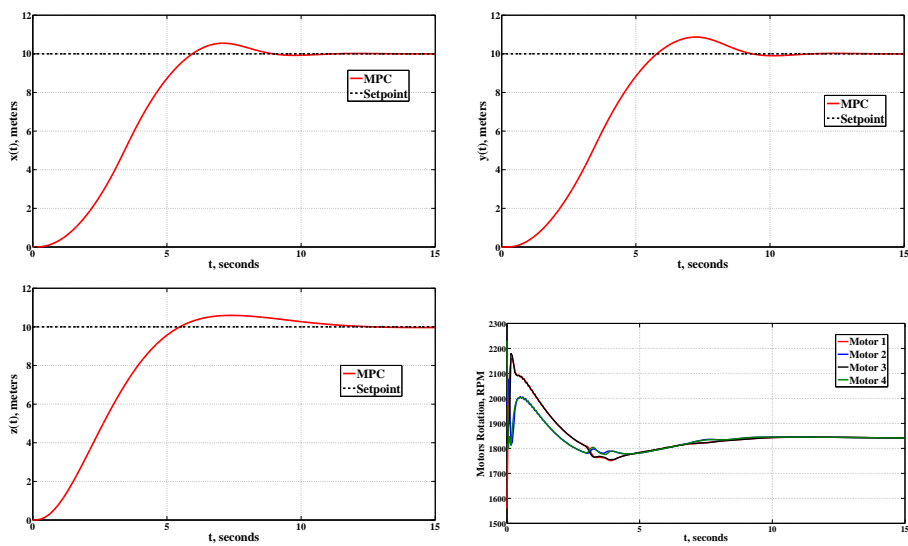 12
10
8
6
4
2
0
x(t), meters
MPC
Setpoint
0
5
10
15
t, seconds
12
10
8
6
4
2
0
y(t), meters
MPC
Setpoint
0
5
10
15
t, seconds
12
10
8
6
4
2
0
z(t), meters
MPC
Setpoint
0
5
10
15
t, seconds
2300
2200
2100
2000
1900
1800
1700
1600
1500
Motors Rotation, RPM
Motor 1
Motor 2
Motor 3
Motor 4
0
5
10
15
t, seconds